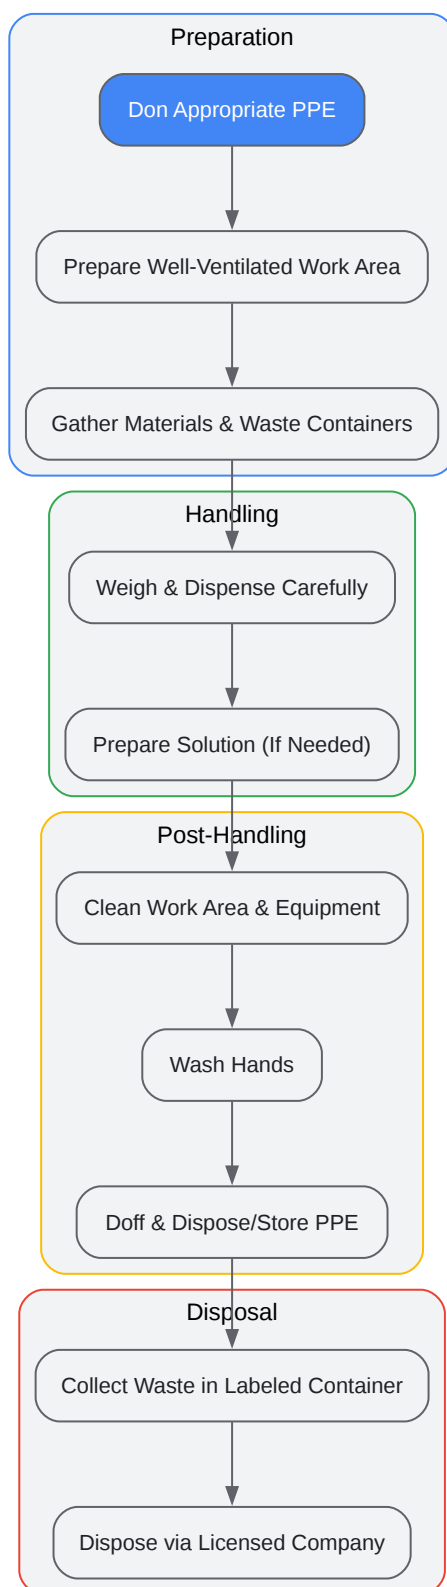 Preparation
Don Appropriate PPE
Prepare Well-Ventilated Work Area
Gather Materials & Waste Containers
Handling
Weigh & Dispense Carefully
Prepare Solution (If Needed)
Post-Handling
Clean Work Area & Equipment
Wash Hands
Doff & Dispose/Store PPE
Disposal
Collect Waste in Labeled Container
Dispose via Licensed Company